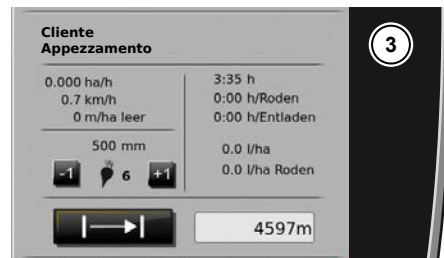 Cliente
Appezzamento
3
0.000 ha/h
0.7 km/h
0 m/ha leer
3:35 h
0:00 h/Roden
0:00 h/Entladen
500 mm
-1
6
+1
0.0 l/ha
0.0 l/ha Roden
4597m